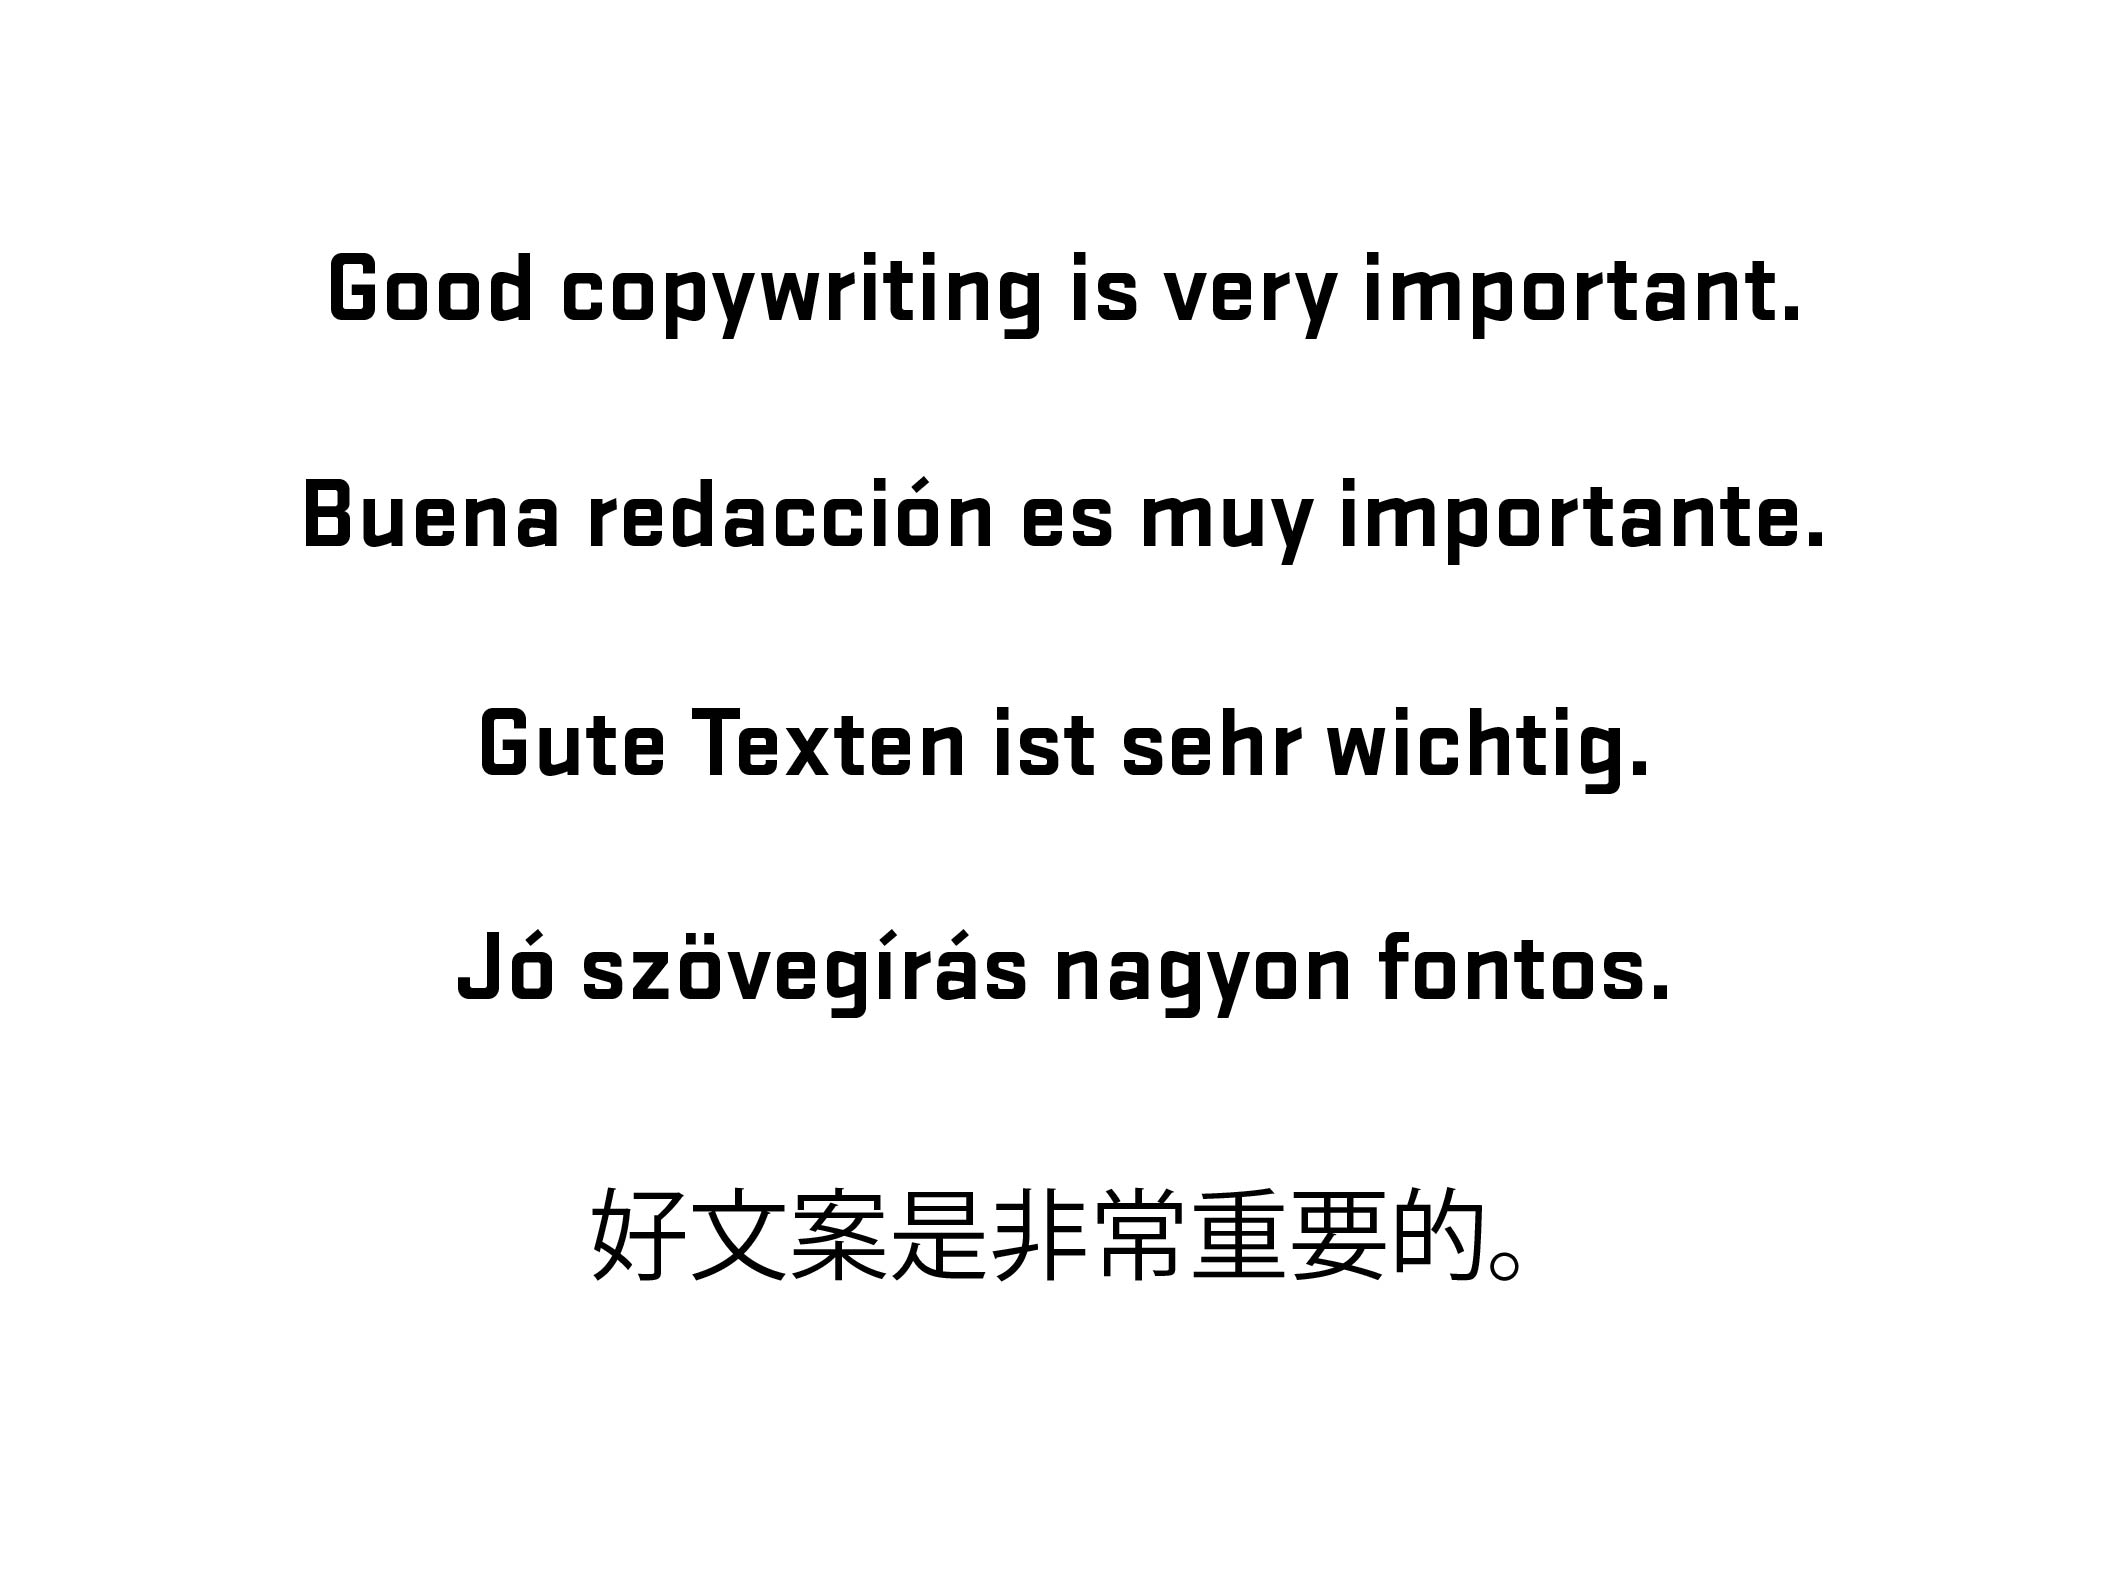 Good copywriting is very important.
Buena redacción es muy importante.
Gute Texten ist sehr wichtig.
Jó szövegírás nagyon fontos.
好文案是非常重要的。